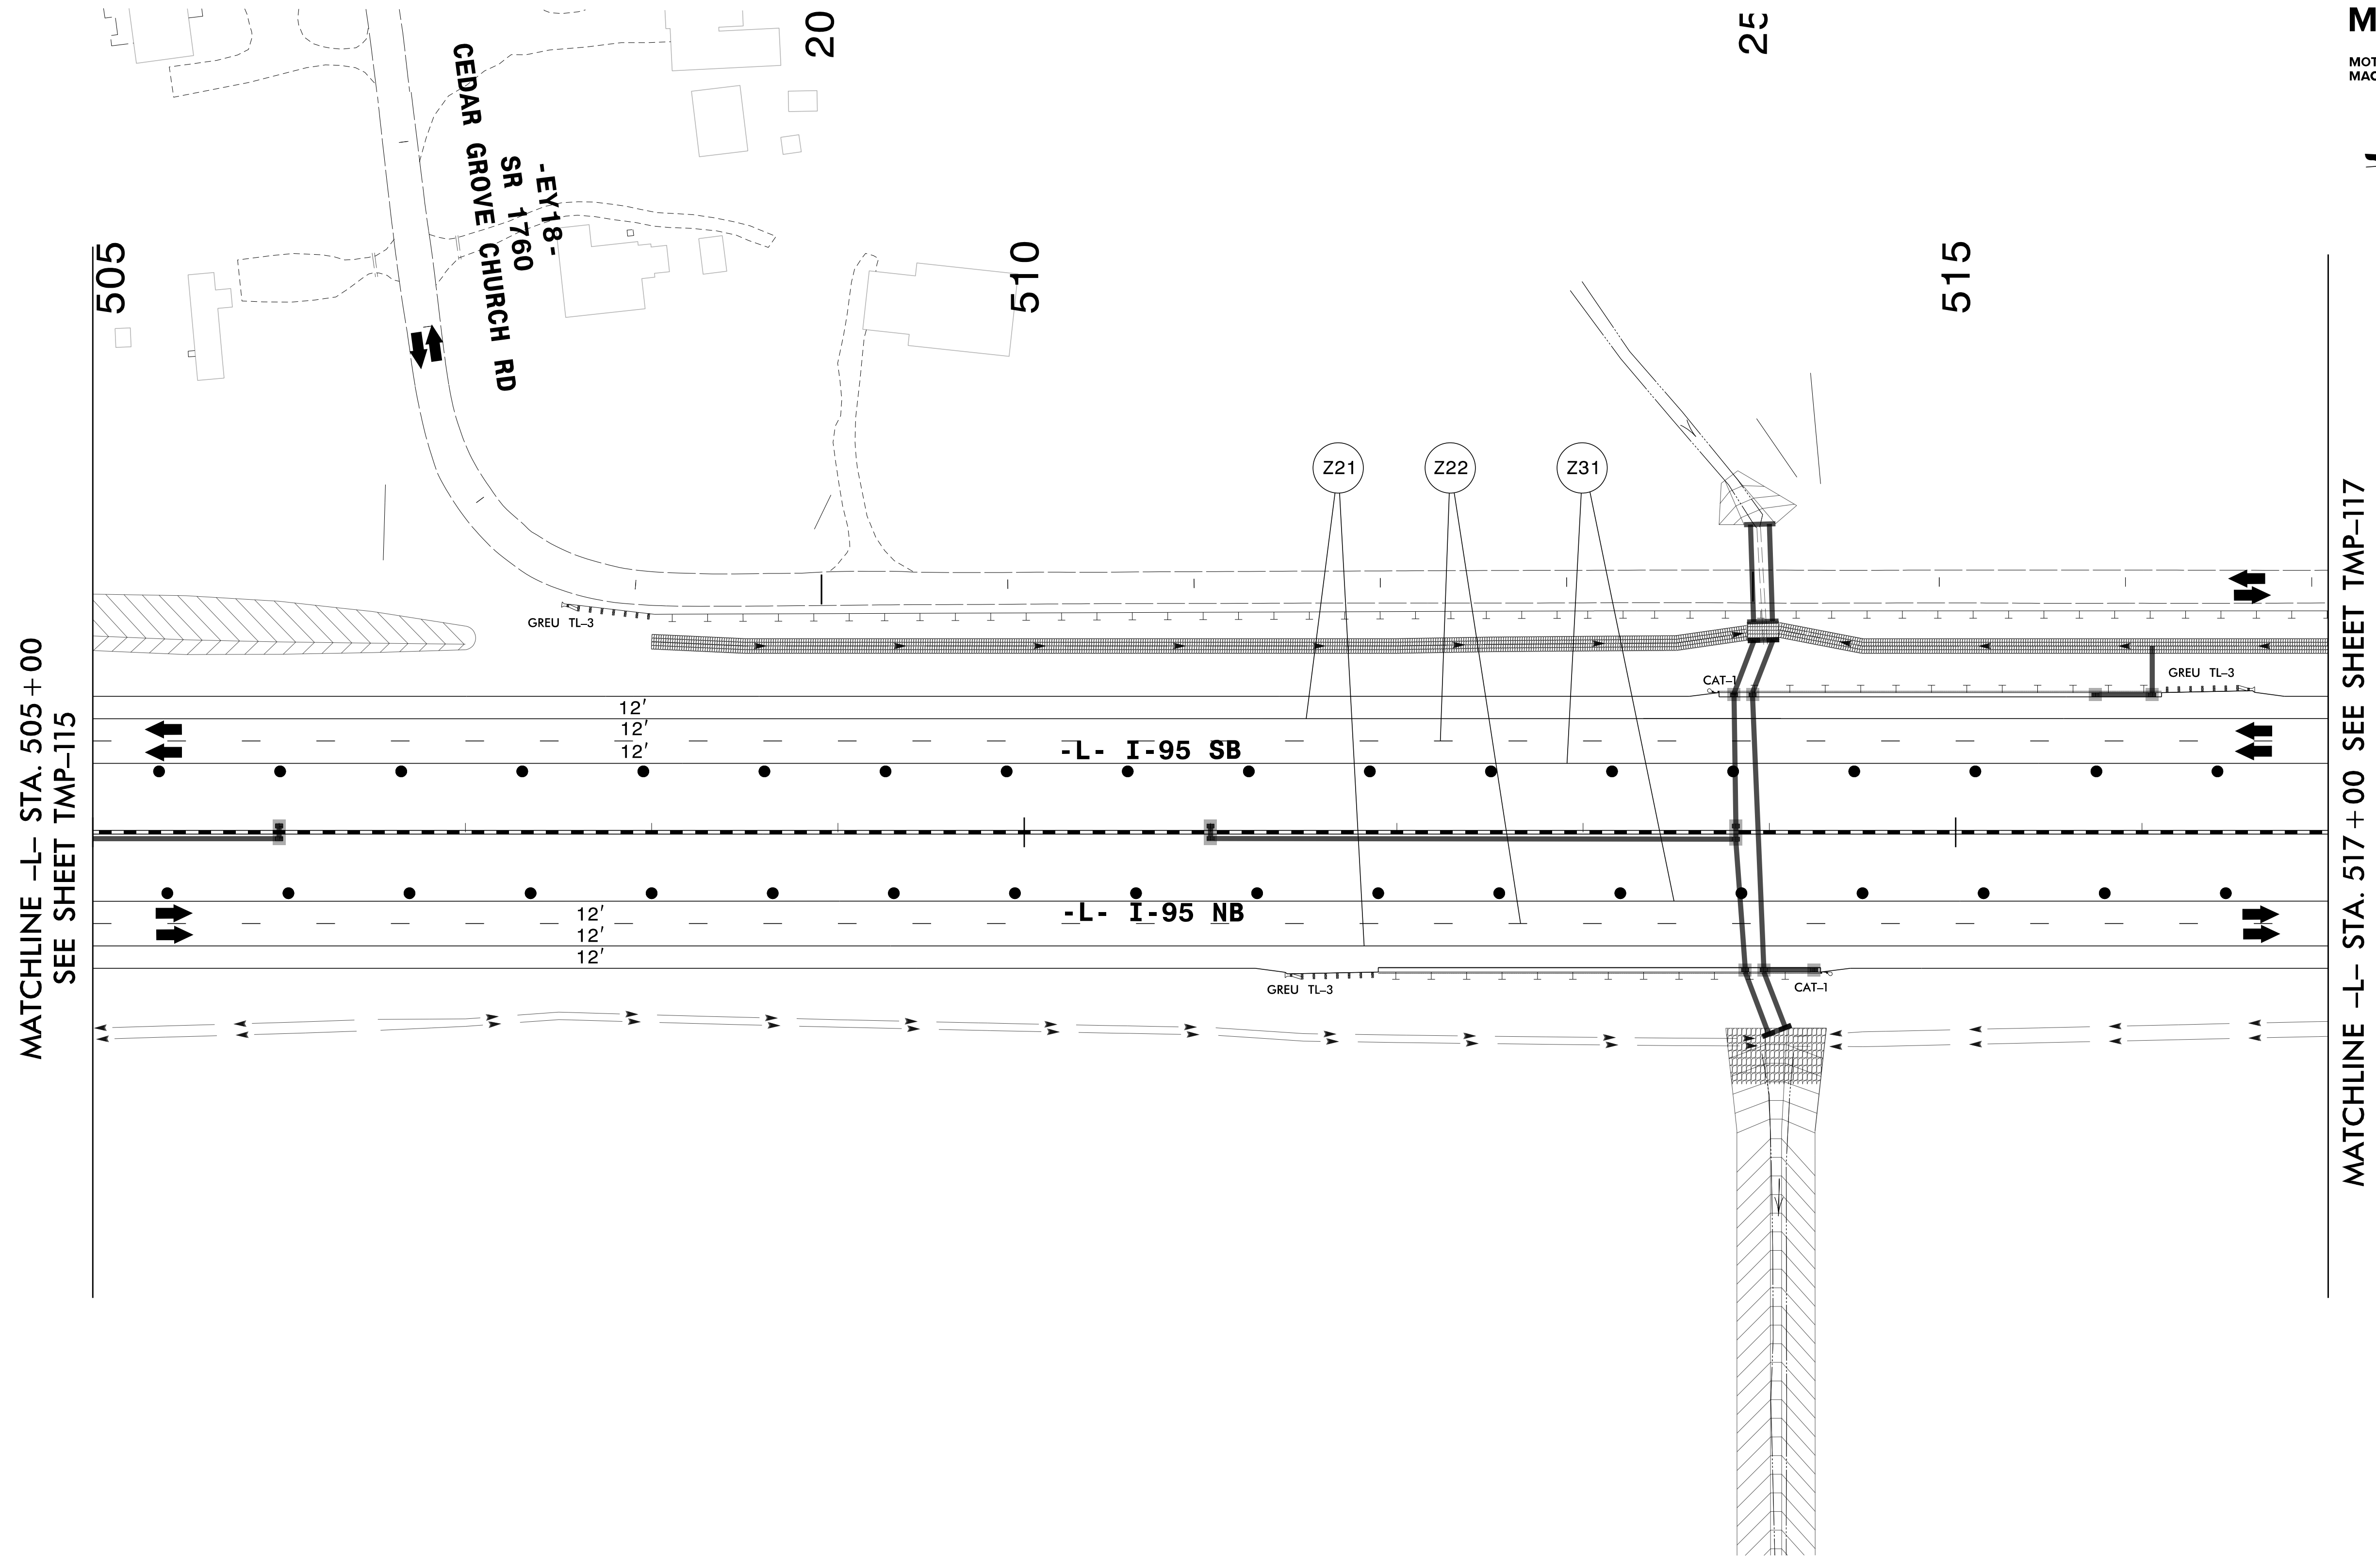 20
25
M
MOT
MAC
CEDAR GROVE CHURCH RD
SR 1760
-EY18-
505
510
515
Z21
Z22
Z31
GREU TL-3
CAT-1
GREU TL-3
12'
12'
12'
-L- I-95 SB
-L- I-95 NB
12'
12'
12'
GREU TL-3
CAT-1
MATCHLINE -L- STA. 505+00
SEE SHEET TMP-115
MATCHLINE -L- STA. 517+00 SEE SHEET TMP-117